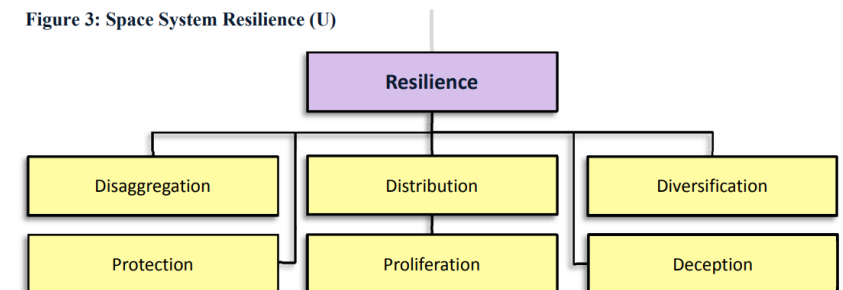 Figure 3: Space System Resilience (U)
Resilience
Disaggregation
Distribution
Diversification
Protection
Proliferation
Deception